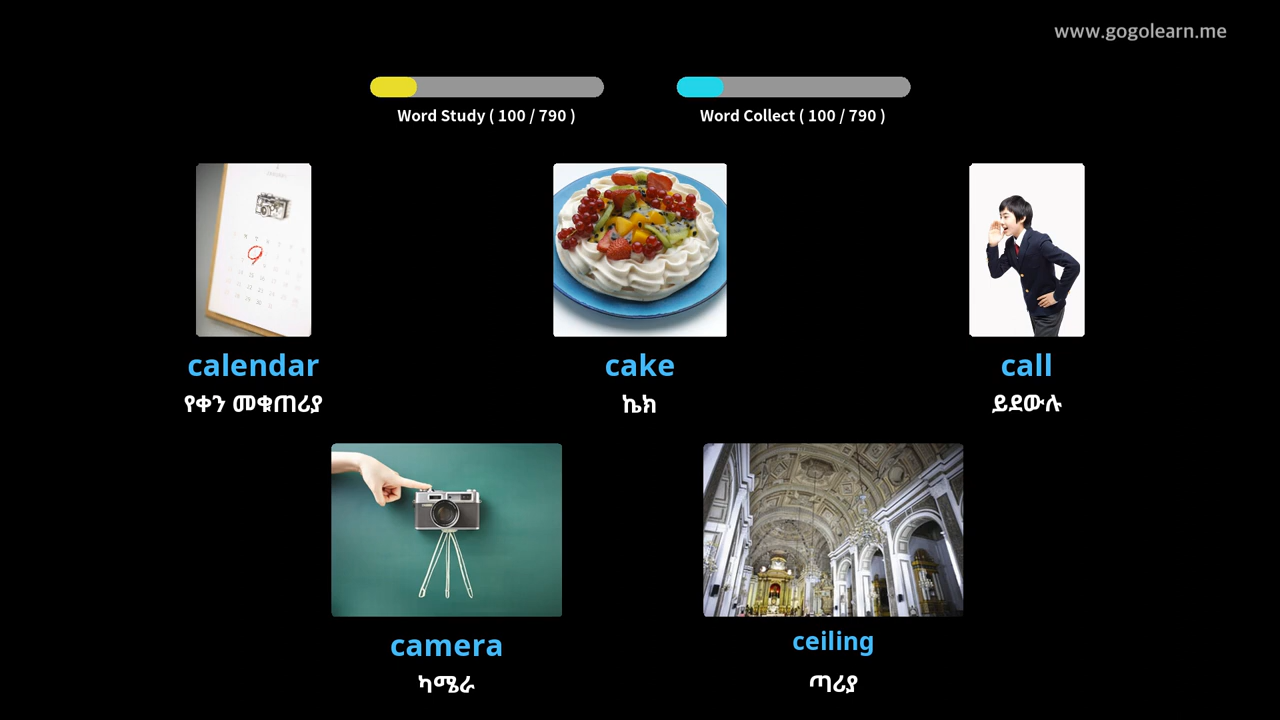 www.gogolearn.me
Word Study ( 100 / 790 )
Word Collect ( 100 / 790 )
calendar
cake
call
የቀን መቁጠሪያ
ኬክ
ይደውሉ
camera
ceiling
ካሜራ
ጣሪያ